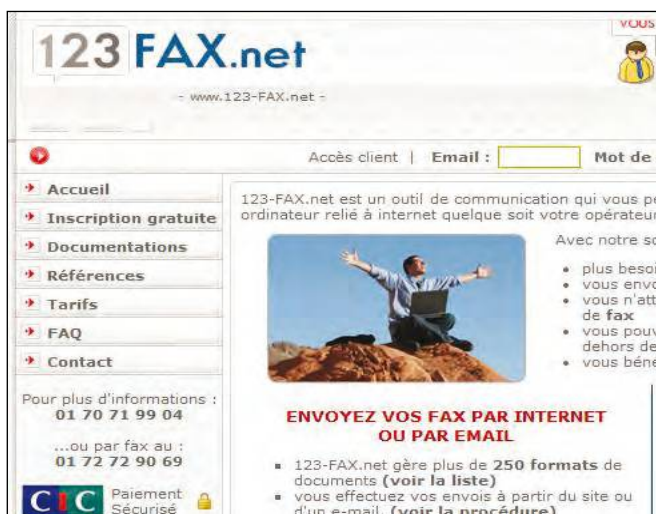 VOUS
123 FAX.net
- www.123-FAX.net -
Accès client | Email : Mot de
Accueil
Inscription gratuite
Documentations
Références
Tarifs
FAQ
Contact
Pour plus d'informations :
01 70 71 99 04
...ou par fax au :
01 72 72 90 69
CIC Paiement
Sécurisé
123-FAX.net est un outil de communication qui vous pe
ordinateur relié à internet quelque soit votre opérateur
Avec notre so
plus besoi
vous envo
vous n'att
de fax
vous pouv
dehors de
vous béné
ENVOYEZ VOS FAX PAR INTERNET
OU PAR EMAIL
123-FAX.net gère plus de 250 formats de
documents (voir la liste)
vous effectuez vos envois à partir du site ou
d'un e-mail. (voir la procédure)